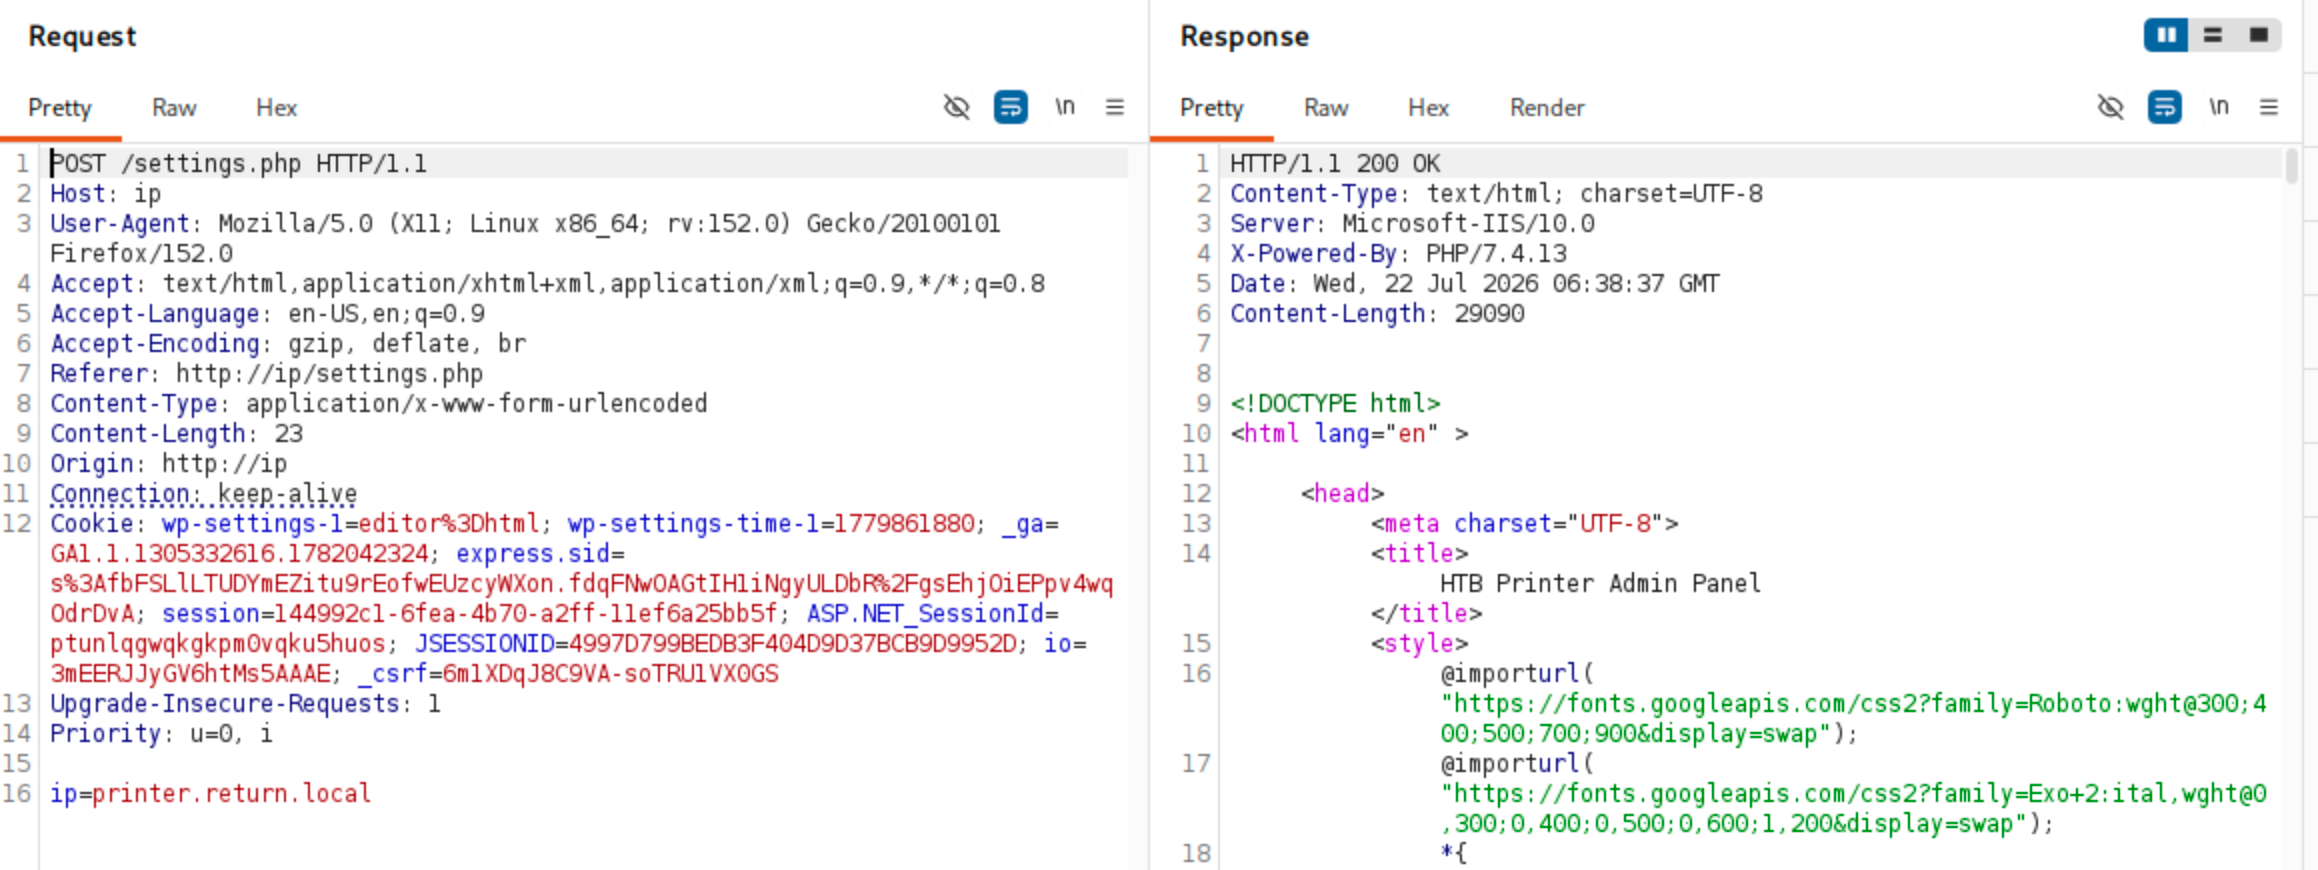 Request
Pretty Raw Hex \n
1 POST /settings.php HTTP/1.1
2 Host: ip
3 User-Agent: Mozilla/5.0 (X11; Linux x86_64; rv:152.0) Gecko/20100101
Firefox/152.0
4 Accept: text/html,application/xhtml+xml,application/xml;q=0.9,*/*;q=0.8
5 Accept-Language: en-US,en;q=0.9
6 Accept-Encoding: gzip, deflate, br
7 Referer: http://ip/settings.php
8 Content-Type: application/x-www-form-urlencoded
9 Content-Length: 23
10 Origin: http://ip
11 Connection: keep-alive
12 Cookie: wp-settings-1=editor%3Dhtml; wp-settings-time-1=1779861880; _ga=
GA1.1.1305332616.1782042324; express.sid=
s%3AfbFSLlLTUDYmEZitu9rEofwEUzcyWXon.fdqFNwOAGtIH1iNgyULDbR%2FgsEhjOiEPpv4wq
OdrDvA; session=144992c1-6fea-4b70-a2ff-11ef6a25bb5f; ASP.NET_SessionId=
ptunlqgwqkgkpm0vqku5huos; JSESSIONID=4997D799BEDB3F404D9D37BCB9D9952D; io=
3mEERJJyGV6htMs5AAAE; _csrf=6mlXDqJ8C9VA-soTRU1VX0GS
13 Upgrade-Insecure-Requests: 1
14 Priority: u=0, i
15
16 ip=printer.return.local
Response
Pretty Raw Hex Render \n
1 HTTP/1.1 200 OK
2 Content-Type: text/html; charset=UTF-8
3 Server: Microsoft-IIS/10.0
4 X-Powered-By: PHP/7.4.13
5 Date: Wed, 22 Jul 2026 06:38:37 GMT
6 Content-Length: 29090
7
8
9 <!DOCTYPE html>
10 <html lang="en" >
11
12 <head>
13 <meta charset="UTF-8">
14 <title>
HTB Printer Admin Panel
</title>
15 <style>
16 @importurl(
"https://fonts.googleapis.com/css2?family=Roboto:wght@300;4
00;500;700;900&display=swap");
17 @importurl(
"https://fonts.googleapis.com/css2?family=Exo+2:ital,wght@0
,300;0,400;0,500;0,600;1,200&display=swap");
18 *{